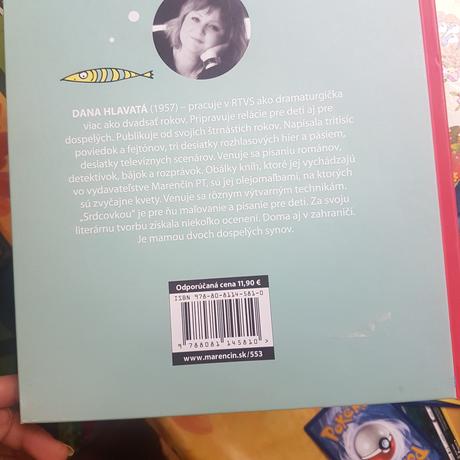 DANA HLAVATÁ (1957) – pracuje v RTVS ako dramaturgička
viac ako dvadsať rokov. Pripravuje relácie pre deti aj pre
dospelých. Publikuje od svojich štrnástich rokov. Napísala tritisíc
poviedok a fejtónov, tri desiatky rozhlasových hier a pásiem,
desiatky televíznych scenárov. Venuje sa písaniu románov,
detektívok, bájok a rozprávok. Obálky kníh, ktoré jej vychádzajú
vo vydavateľstve Marenčin PT, sú jej olejomaľbami, na ktorých
sú zvyčajne kvety. Venuje sa rôznym výtvarným technikám.
„Srdcovkou“ je pre ňu maľovanie a písanie pre deti. Za svoju
literárnu tvorbu získala niekoľko ocenení. Doma aj v zahraničí.
Je mamou dvoch dospelých synov.
Odporúčaná cena 11,90 €
ISBN 978-80-8114-581-0
9 788081 145810 >
www.marencin.sk/553
POKéMON